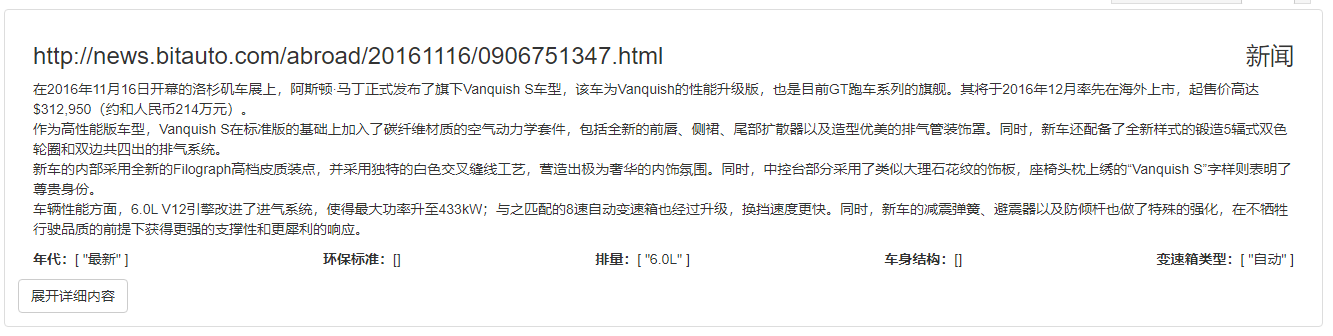 http://news.bitauto.com/abroad/20161116/0906751347.html 新闻
在2016年11月16日开幕的洛杉矶车展上，阿斯顿·马丁正式发布了旗下Vanquish S车型，该车为Vanquish的性能升级版，也是目前GT跑车系列的旗舰。其将于2016年12月率先在海外上市，起售价高达
$312,950（约和人民币214万元）。
作为高性能版车型，Vanquish S在标准版的基础上加入了碳纤维材质的空气动力学套件，包括全新的前唇、侧裙、尾部扩散器以及造型优美的排气管装饰罩。同时，新车还配备了全新样式的锻造5辐式双色
轮圈和双边共四出的排气系统。
新车的内部采用全新的Filograph高档皮质装点，并采用独特的白色交叉缝线工艺，营造出极为奢华的内饰氛围。同时，中控台部分采用了类似大理石花纹的饰板，座椅头枕上绣的“Vanquish S”字样则表明了
尊贵身份。
车辆性能方面，6.0L V12引擎改进了进气系统，使得最大功率升至433kW；与之匹配的8速自动变速箱也经过升级，换挡速度更快。同时，新车的减震弹簧、避震器以及防倾杆也做了特殊的强化，在不牺牲
行驶品质的前提下获得更强的支撑性和更犀利的响应。
年代：[ "最新" ] 环保标准：[] 排量：[ "6.0L" ] 车身结构：[] 变速箱类型：[ "自动" ]
展开详细内容